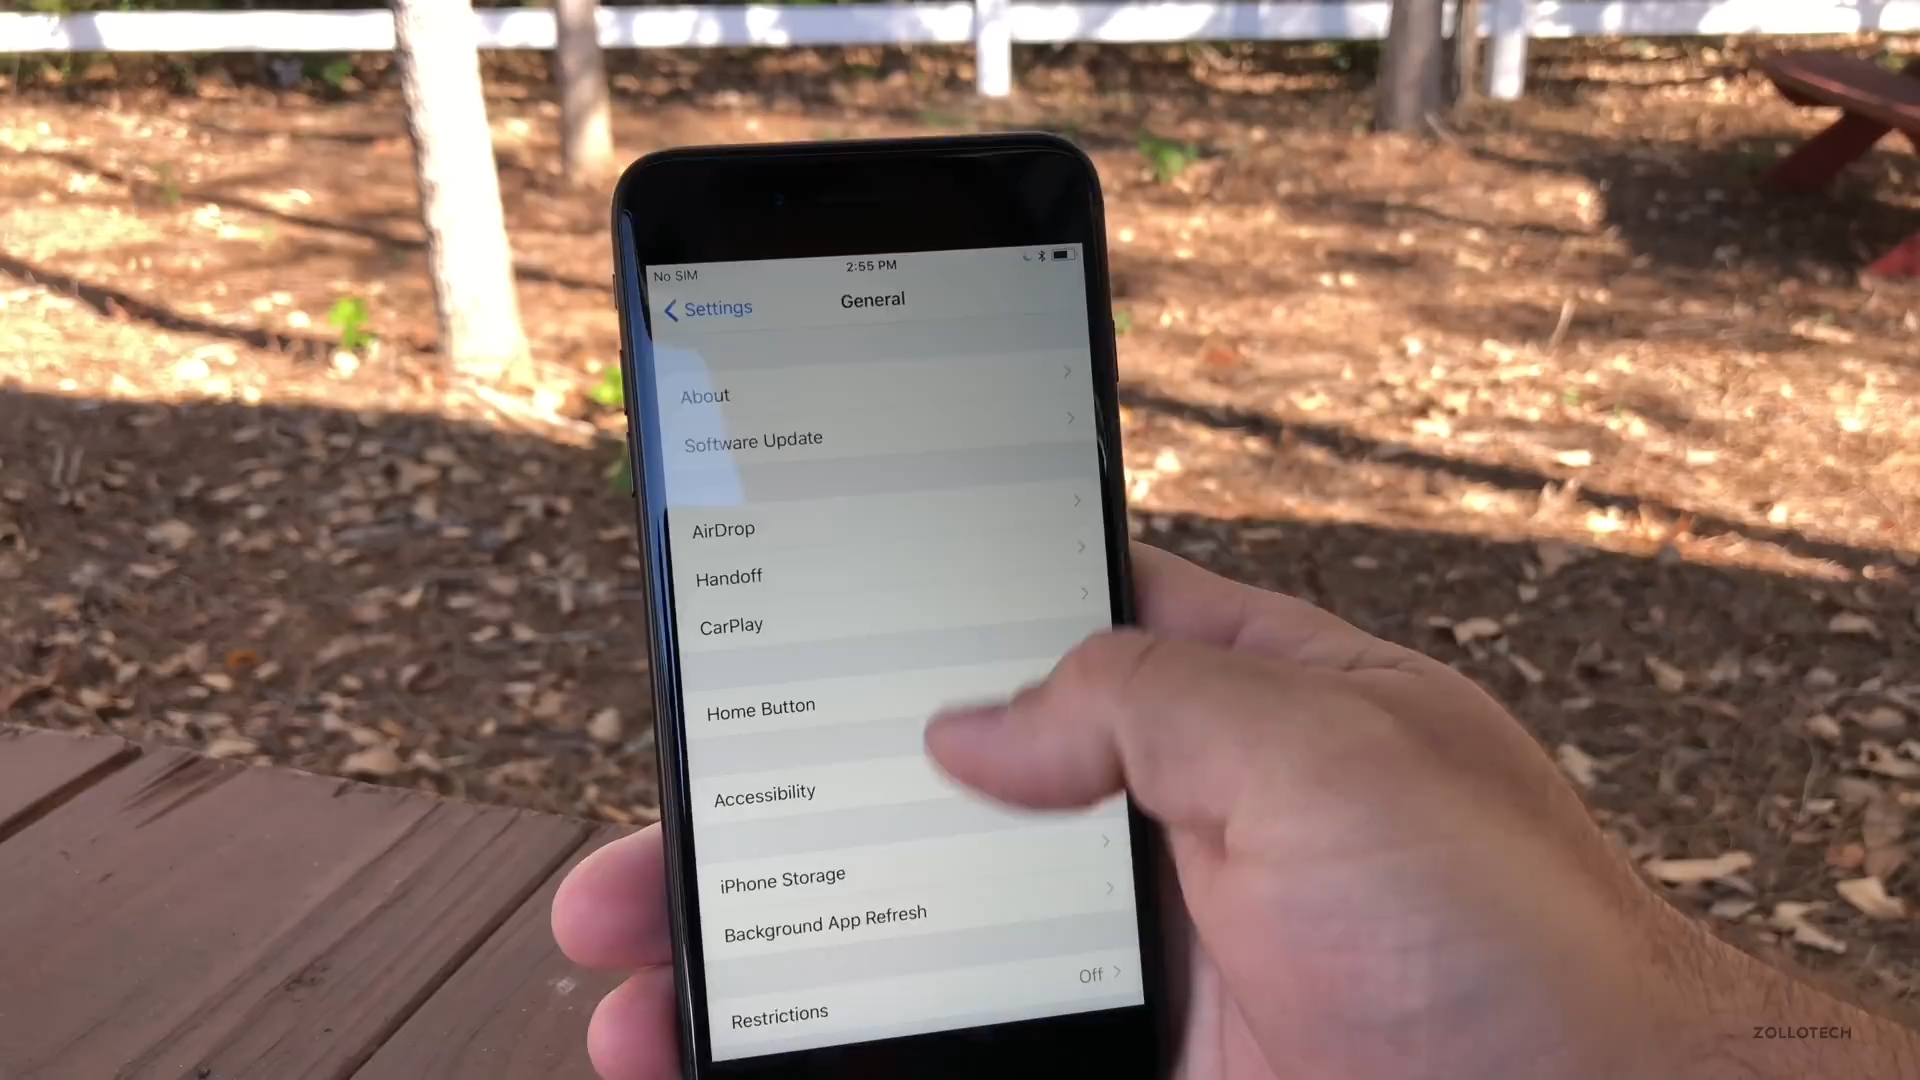 No SIM
2:55 PM
Settings
General
About
Software Update
AirDrop
Handoff
CarPlay
Home Button
Accessibility
iPhone Storage
Background App Refresh
Restrictions
Off
ZOLLOTECH